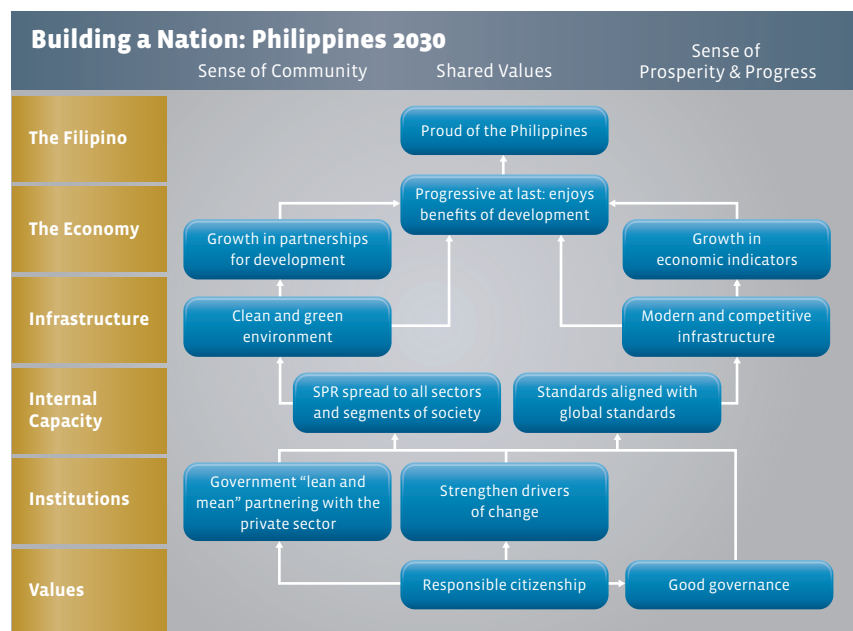 Building a Nation: Philippines 2030
Sense of Community
Shared Values
Sense of
Prosperity & Progress
The Filipino
Proud of the Philippines
The Economy
Progressive at last: enjoys
benefits of development
Growth in partnerships
for development
Growth in
economic indicators
Infrastructure
Clean and green
environment
Modern and competitive
infrastructure
Internal
Capacity
SPR spread to all sectors
and segments of society
Standards aligned with
global standards
Institutions
Government “lean and
mean” partnering with the
private sector
Strengthen drivers
of change
Values
Responsible citizenship
Good governance